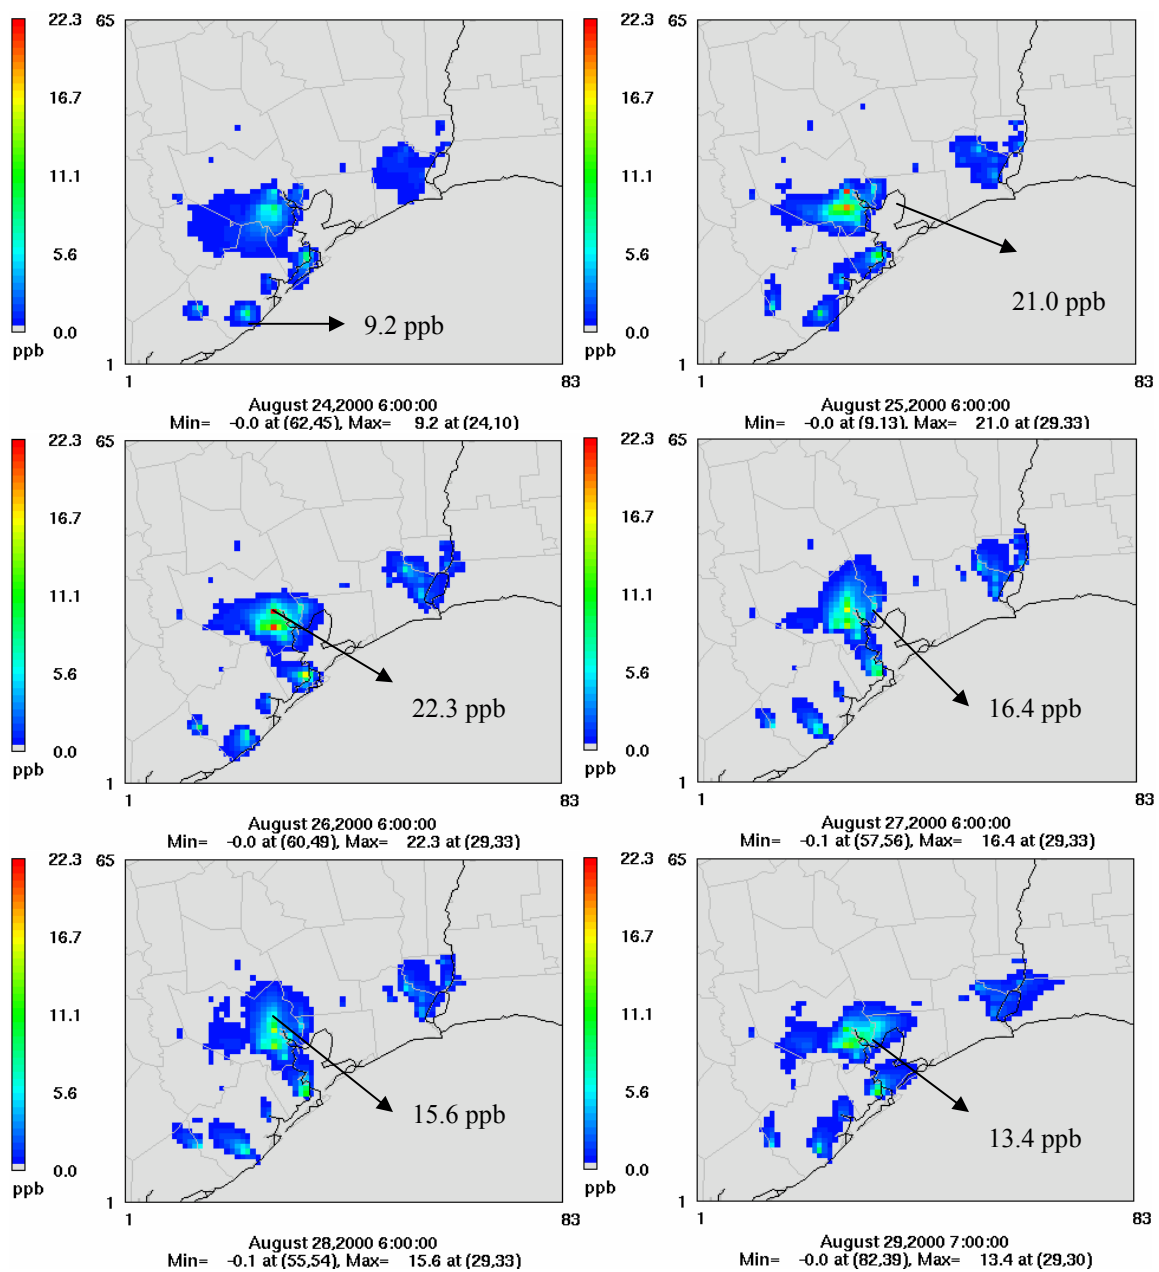 22.3
16.7
11.1
5.6
0.0
ppb
65
1
1
83
9.2 ppb
August 24,2000 6:00:00
Min= -0.0 at (62,45), Max= 9.2 at (24,10)
22.3
16.7
11.1
5.6
0.0
ppb
65
1
1
83
21.0 ppb
August 25,2000 6:00:00
Min= -0.0 at (9,13), Max= 21.0 at (29,33)
22.3
16.7
11.1
5.6
0.0
ppb
65
1
1
83
22.3 ppb
August 26,2000 6:00:00
Min= -0.0 at (60,49), Max= 22.3 at (29,33)
22.3
16.7
11.1
5.6
0.0
ppb
65
1
1
83
16.4 ppb
August 27,2000 6:00:00
Min= -0.1 at (57,56), Max= 16.4 at (29,33)
22.3
16.7
11.1
5.6
0.0
ppb
65
1
1
83
15.6 ppb
August 28,2000 6:00:00
Min= -0.1 at (55,54), Max= 15.6 at (29,33)
22.3
16.7
11.1
5.6
0.0
ppb
65
1
1
83
13.4 ppb
August 29,2000 7:00:00
Min= -0.0 at (82,39), Max= 13.4 at (29,30)